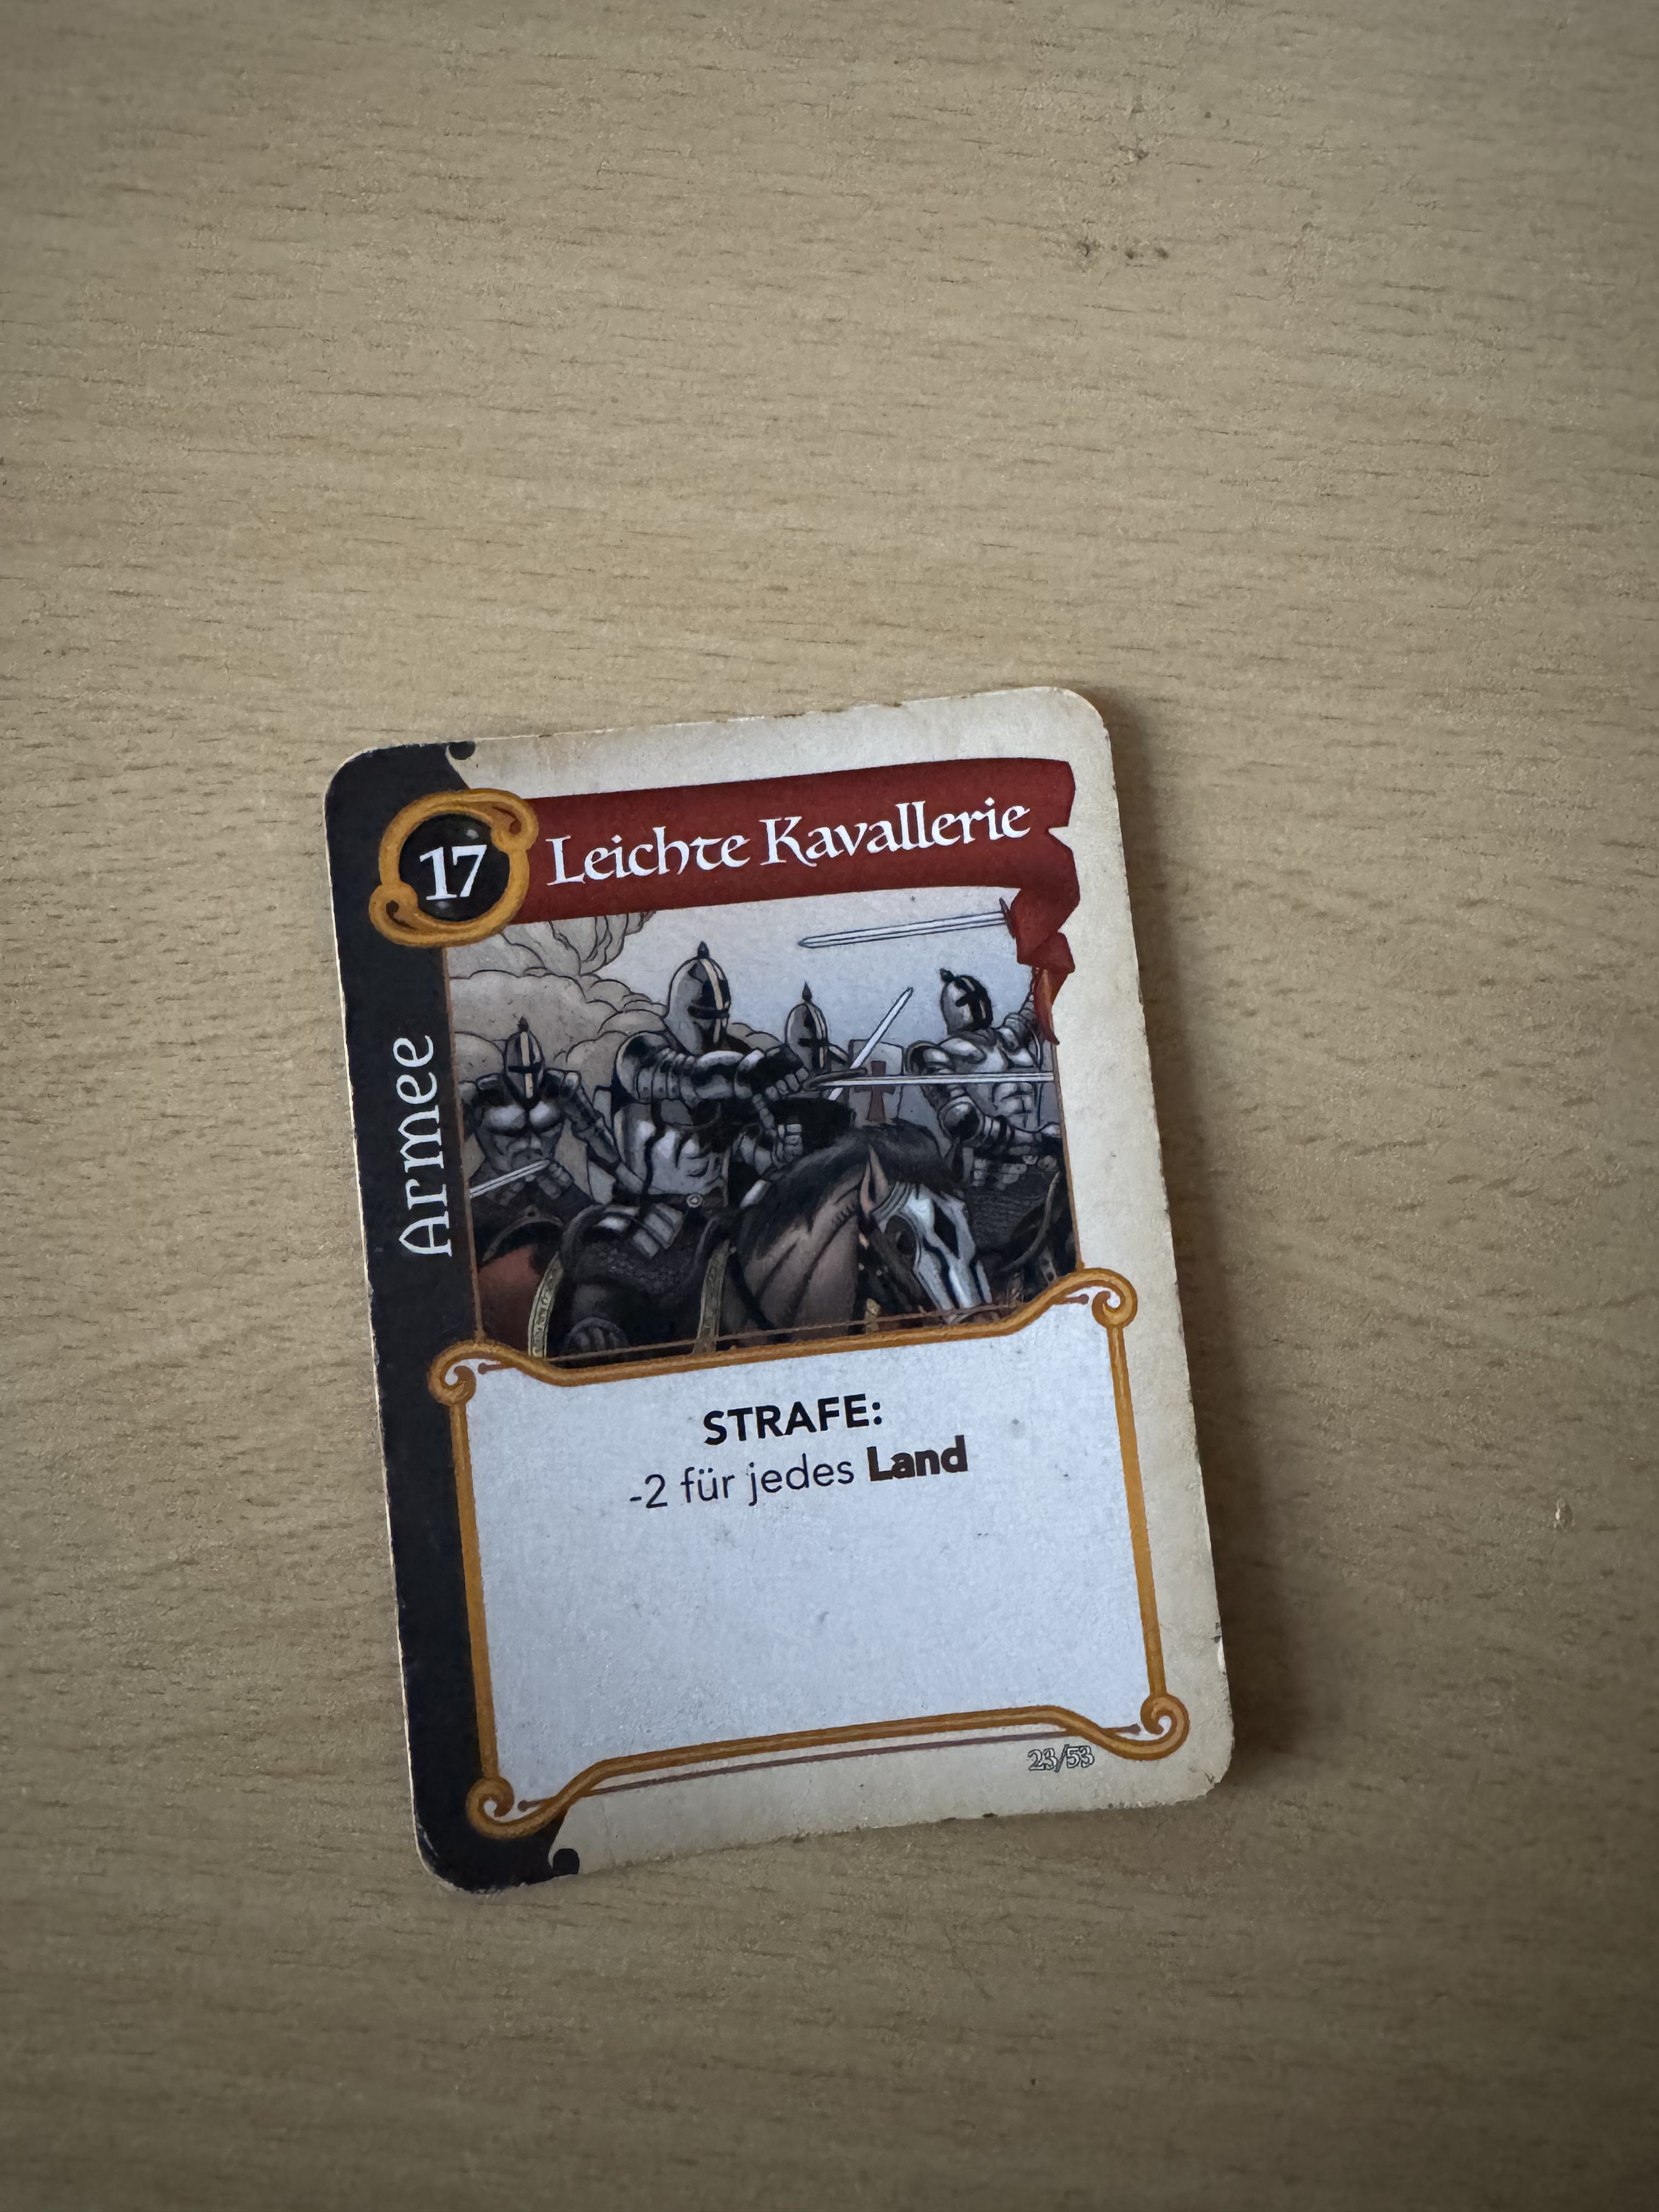 17
Leichte Kavallerie
Armee
STRAFE:
-2 für jedes Land
23/53